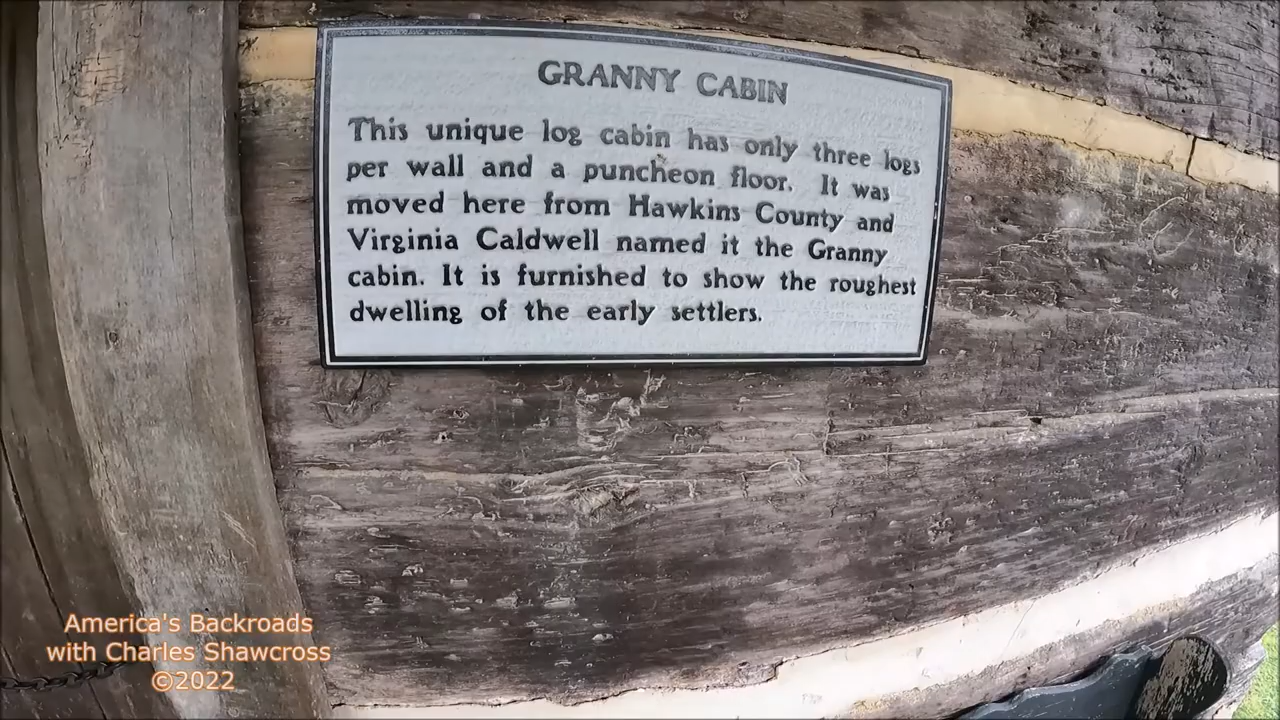 GRANNY CABIN
This unique log cabin has only three logs
per wall and a puncheon floor. It was
moved here from Hawkins County and
Virginia Caldwell named it the Granny
cabin. It is furnished to show the roughest
dwelling of the early settlers.
America's Backroads
with Charles Shawcross
©2022